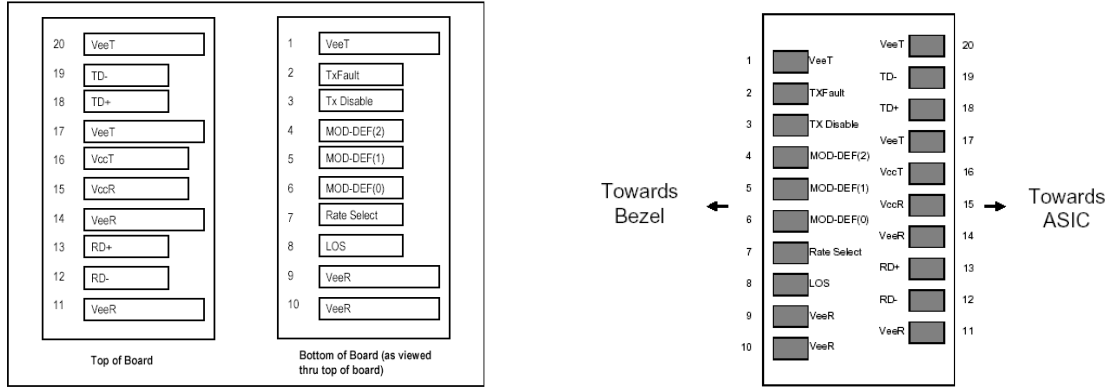 20 VeeT
19 TD-
18 TD+
17 VeeT
16 VccT
15 VccR
14 VeeR
13 RD+
12 RD-
11 VeeR
Top of Board
1 VeeT
2 TxFault
3 Tx Disable
4 MOD-DEF(2)
5 MOD-DEF(1)
6 MOD-DEF(0)
7 Rate Select
8 LOS
9 VeeR
10 VeeR
Bottom of Board (as viewed
thru top of board)
Towards
Bezel
1 VeeT
2 TXFault
3 TX Disable
4 MOD-DEF(2)
5 MOD-DEF(1)
6 MOD-DEF(0)
7 Rate Select
8 LOS
9 VeeR
10 VeeR
VeeT 20
TD- 19
TD+ 18
VeeT 17
VccT 16
VccR 15
VeeR 14
RD+ 13
RD- 12
VeeR 11
Towards
ASIC